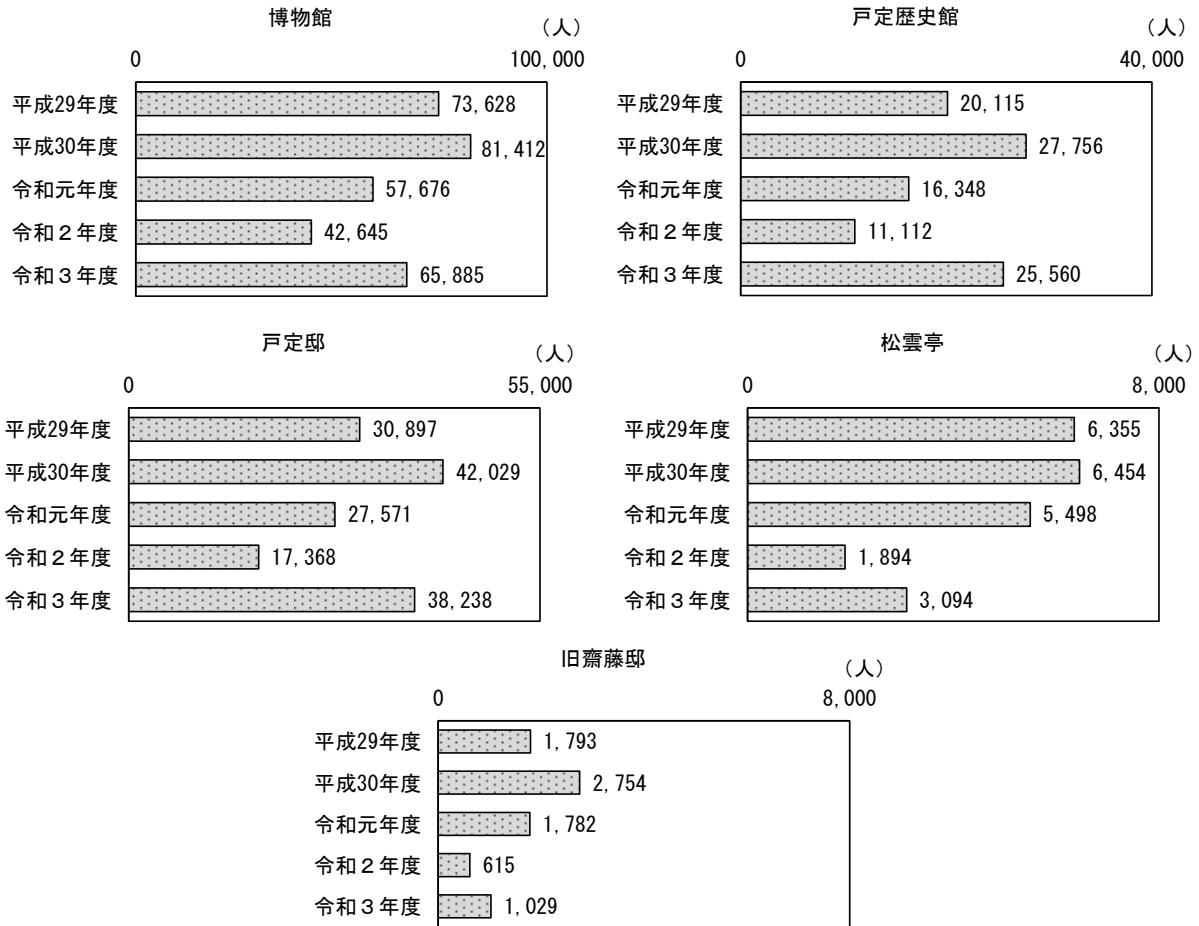 博物館
（人）
0 100,000
平成29年度 73,628
平成30年度 81,412
令和元年度 57,676
令和２年度 42,645
令和３年度 65,885
戸定歴史館
（人）
0 40,000
平成29年度 20,115
平成30年度 27,756
令和元年度 16,348
令和２年度 11,112
令和３年度 25,560
戸定邸
（人）
0 55,000
平成29年度 30,897
平成30年度 42,029
令和元年度 27,571
令和２年度 17,368
令和３年度 38,238
松雲亭
（人）
0 8,000
平成29年度 6,355
平成30年度 6,454
令和元年度 5,498
令和２年度 1,894
令和３年度 3,094
旧齋藤邸
（人）
0 8,000
平成29年度 1,793
平成30年度 2,754
令和元年度 1,782
令和２年度 615
令和３年度 1,029